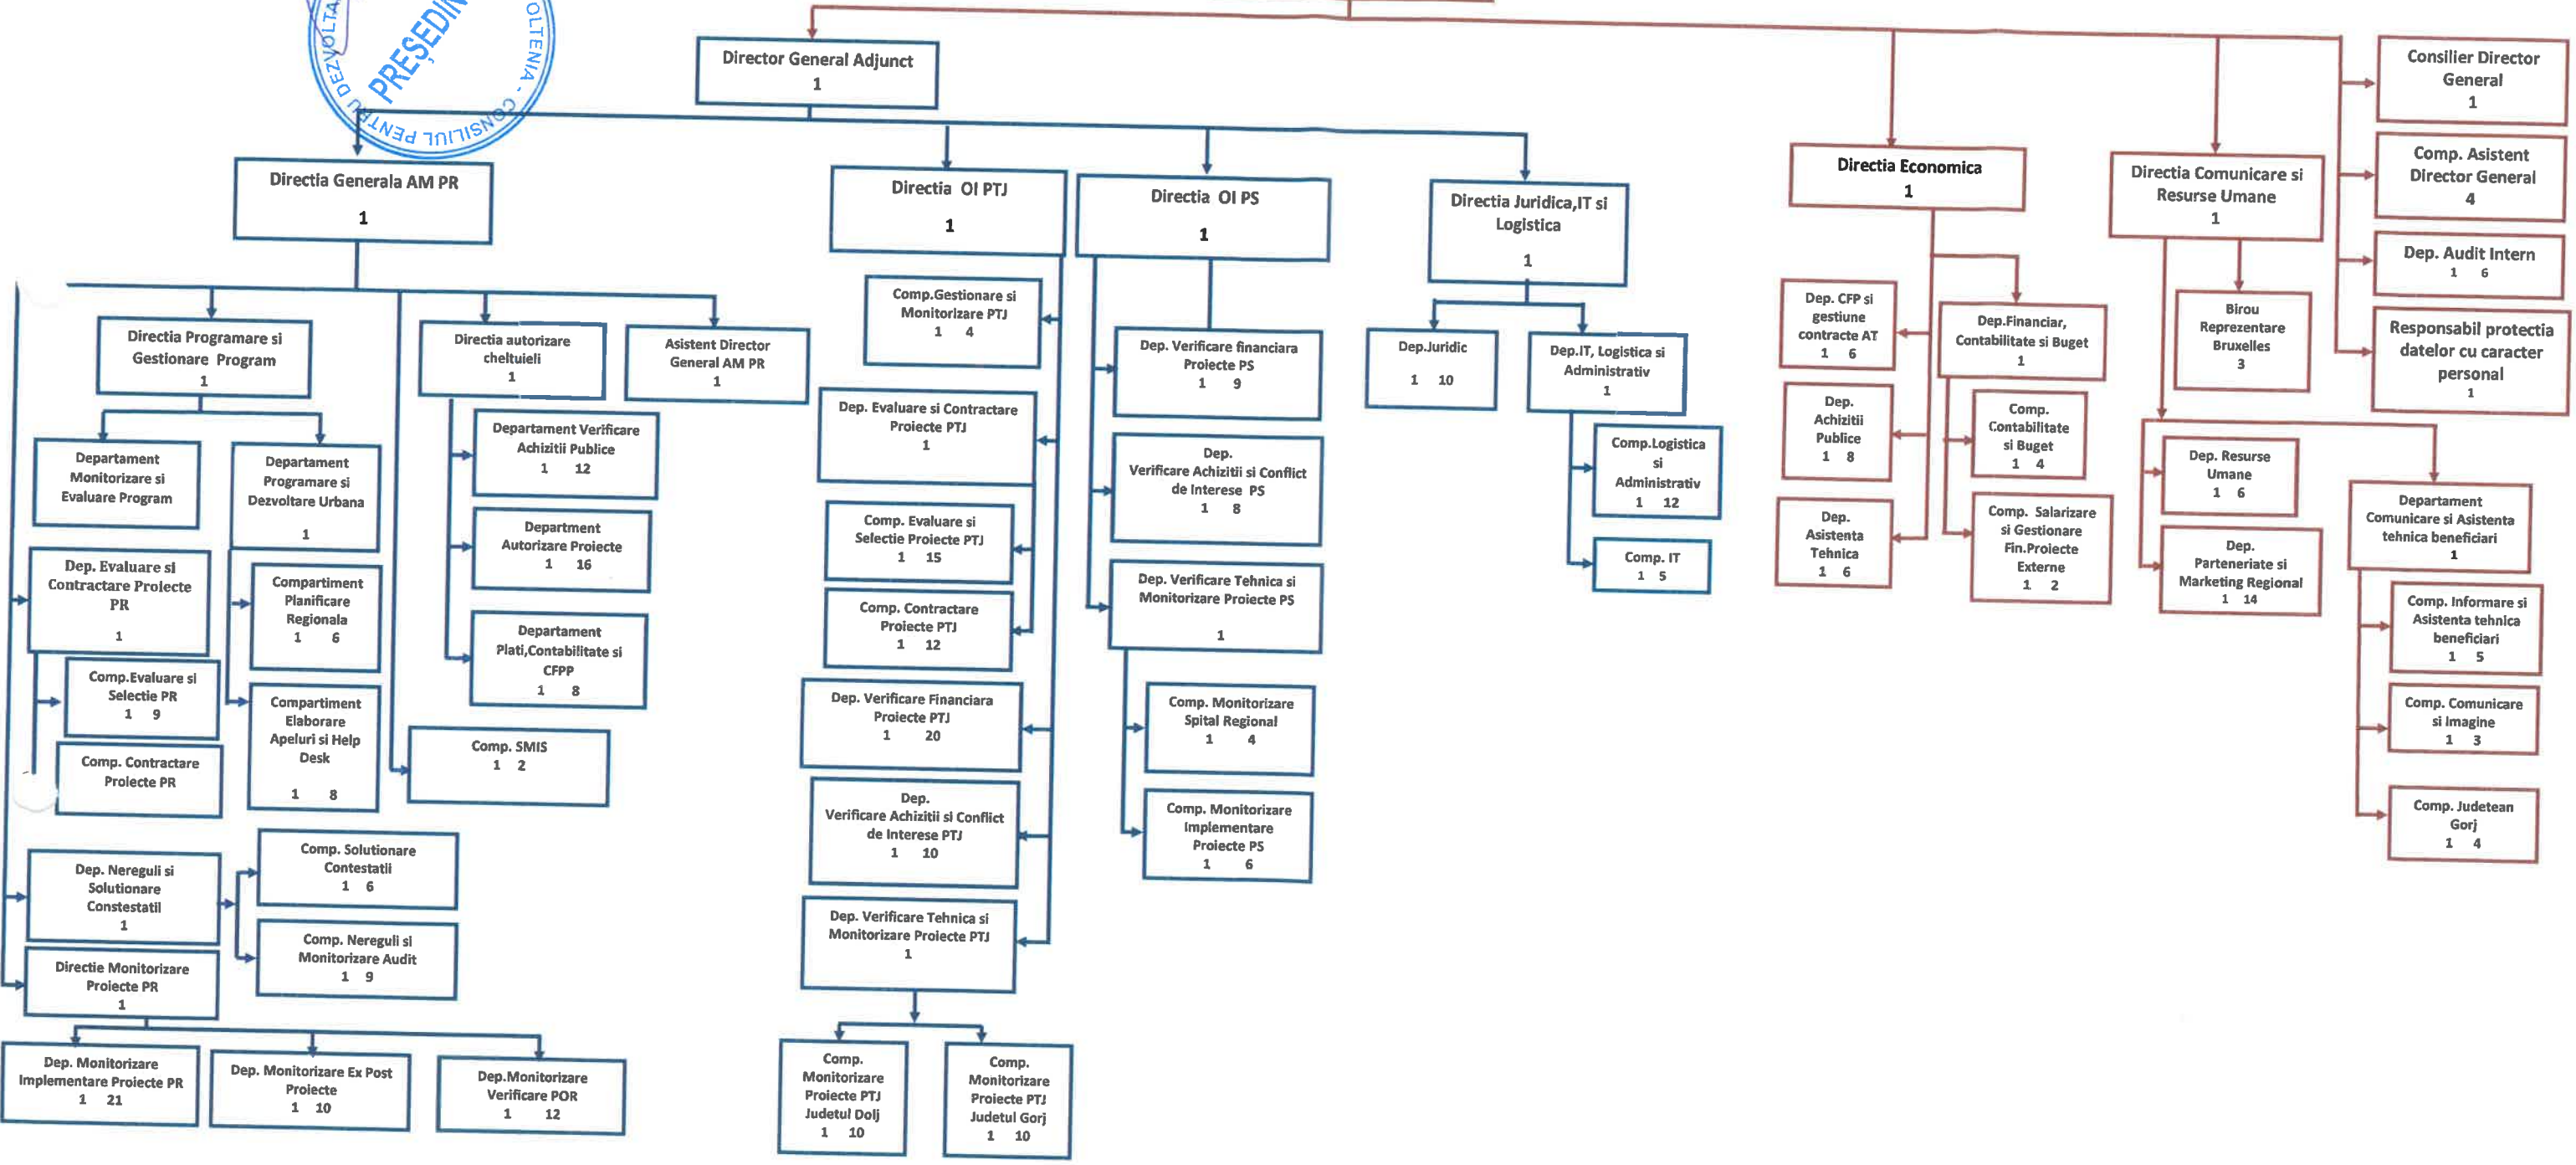 OLTENIA - CONSILIUL PENTRU DEZVOLTA
PREȘEDIN
Director General Adjunct
1
Directia Generala AM PR
1
Directia OI PTJ
1
Directia OI PS
1
Directia Juridica,IT si
Logistica
1
Directia Economica
1
Directia Comunicare si
Resurse Umane
1
Consilier Director
General
1
Comp. Asistent
Director General
4
Dep. Audit Intern
1 6
Responsabil protectia
datelor cu caracter
personal
1
Directia Programare si
Gestionare Program
1
Directia autorizare
cheltuieli
1
Asistent Director
General AM PR
1
Departament
Monitorizare si
Evaluare Program
Departament
Programare si
Dezvoltare Urbana
1
Departament Verificare
Achizitii Publice
1 12
Department
Autorizare Proiecte
1 16
Departament
Plati,Contabilitate si
CFPP
1 8
Dep. Evaluare si
Contractare Proiecte
PR
1
Compartiment
Planificare
Regionala
1 6
Comp.Evaluare si
Selectie PR
1 9
Compartiment
Elaborare
Apeluri si Help
Desk
1 8
Comp. Contractare
Proiecte PR
Comp. SMIS
1 2
Dep. Nereguli si
Solutionare
Constestatii
1
Comp. Solutionare
Contestatii
1 6
Comp. Nereguli si
Monitorizare Audit
1 9
Directie Monitorizare
Proiecte PR
1
Dep. Monitorizare
Implementare Proiecte PR
1 21
Dep. Monitorizare Ex Post
Proiecte
1 10
Dep.Monitorizare
Verificare POR
1 12
Comp.Gestionare si
Monitorizare PTJ
1 4
Dep. Evaluare si Contractare
Proiecte PTJ
1
Comp. Evaluare si
Selectie Proiecte PTJ
1 15
Comp. Contractare
Proiecte PTJ
1 12
Dep. Verificare Financiara
Proiecte PTJ
1 20
Dep.
Verificare Achizitii si Conflict
de Interese PTJ
1 10
Dep. Verificare Tehnica si
Monitorizare Proiecte PTJ
1
Comp.
Monitorizare
Proiecte PTJ
Judetul Dolj
1 10
Comp.
Monitorizare
Proiecte PTJ
Judetul Gorj
1 10
Dep. Verificare financiara
Proiecte PS
1 9
Dep.
Verificare Achizitii si Conflict
de Interese PS
1 8
Dep. Verificare Tehnica si
Monitorizare Proiecte PS
1
Comp. Monitorizare
Spital Regional
1 4
Comp. Monitorizare
Implementare
Proiecte PS
1 6
Dep.Juridic
1 10
Dep.IT, Logistica si
Administrativ
1
Comp.Logistica
si
Administrativ
1 12
Comp. IT
1 5
Dep. CFP si
gestiune
contracte AT
1 6
Dep.Financiar,
Contabilitate si Buget
1
Dep.
Achizitii
Publice
1 8
Comp.
Contabilitate
si Buget
1 4
Dep.
Asistenta
Tehnica
1 6
Comp. Salarizare
si Gestionare
Fin.Proiecte
Externe
1 2
Birou
Reprezentare
Bruxelles
3
Dep. Resurse
Umane
1 6
Dep.
Parteneriate si
Marketing Regional
1 14
Departament
Comunicare si Asistenta
tehnica beneficiari
1
Comp. Informare si
Asistenta tehnica
beneficiari
1 5
Comp. Comunicare
si Imagine
1 3
Comp. Judetean
Gorj
1 4